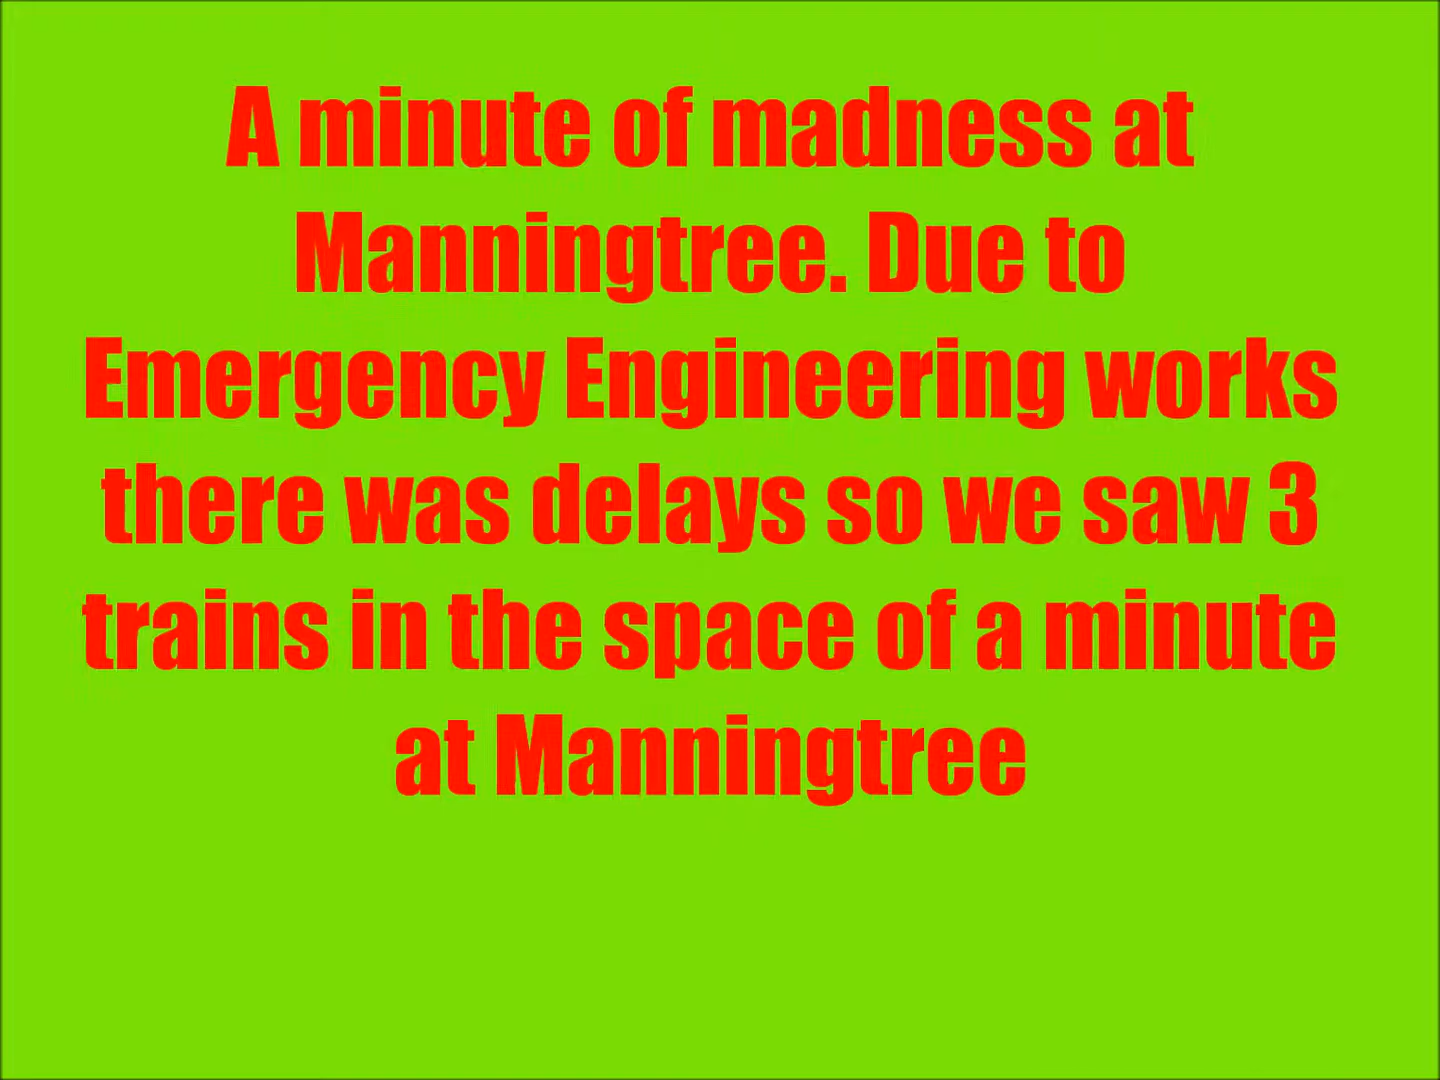 A minute of madness at
Manningtree. Due to
Emergency Engineering works
there was delays so we saw 3
trains in the space of a minute
at Manningtree